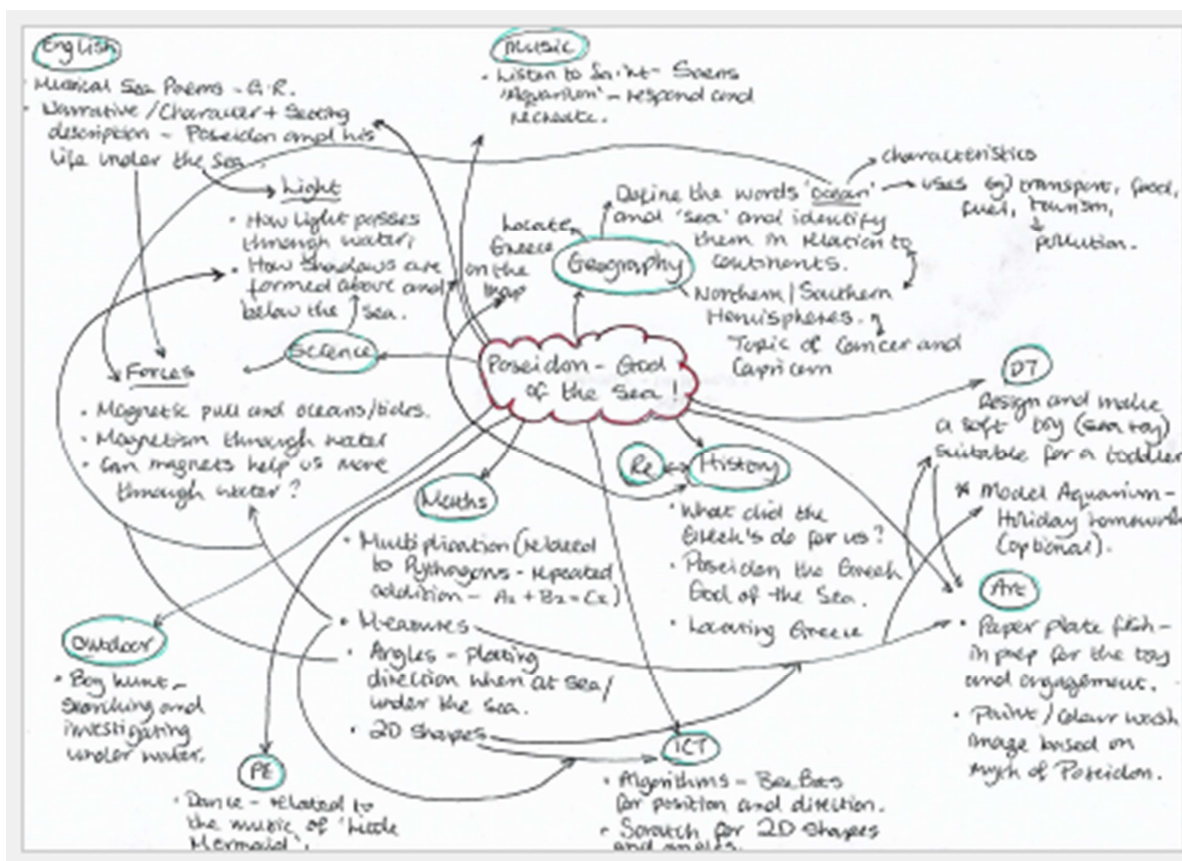 English
• Musical Sea Poems - G.R.
• Narrative / Character + Setting
description - Poseidon and his
life under the Sea.
Music
• Listen to Saint-Saens
'Aquarium' - respond and
recreate.
Light
• How light passes
through water;
• How shadows are
formed above and
below the sea.
Science
Forces
• Magnetic pull and oceans/tides.
• Magnetism through water
• Can magnets help us move
through water?
Locate
Greece
on the
map
Geography
Define the words 'ocean'
and 'sea' and identify
them in relation to
continents.
characteristics
uses eg) transport, food,
fuel, tourism,
pollution.
Northern/Southern
Hemispheres.
Topic of Cancer and
Capricorn
Poseidon - God
of the Sea!
DT
Design and make
a soft toy (sea toy)
suitable for a toddler
* Model Aquarium -
Holiday homework
(optional).
Re
History
• What did the
Greek's do for us?
• Poseidon the Greek
God of the Sea.
• Locating Greece
Maths
• Multiplication (related
to Pythagoras - repeated
addition - A2 + B2 = C2)
• Measures
• Angles - plotting
direction when at sea/
under the sea.
• 2D shapes
Art
• Paper plate fish -
in prep for the toy
and engagement.
• Paint / colour wash
image based on
myth of Poseidon.
Outdoor
• Bog hunt -
searching and
investigating
under water.
PE
• Dance - related to
the music of 'Little
Mermaid'.
ICT
• Algorithms - BeeBots
for position and direction.
• Scratch for 2D shapes
and angles.